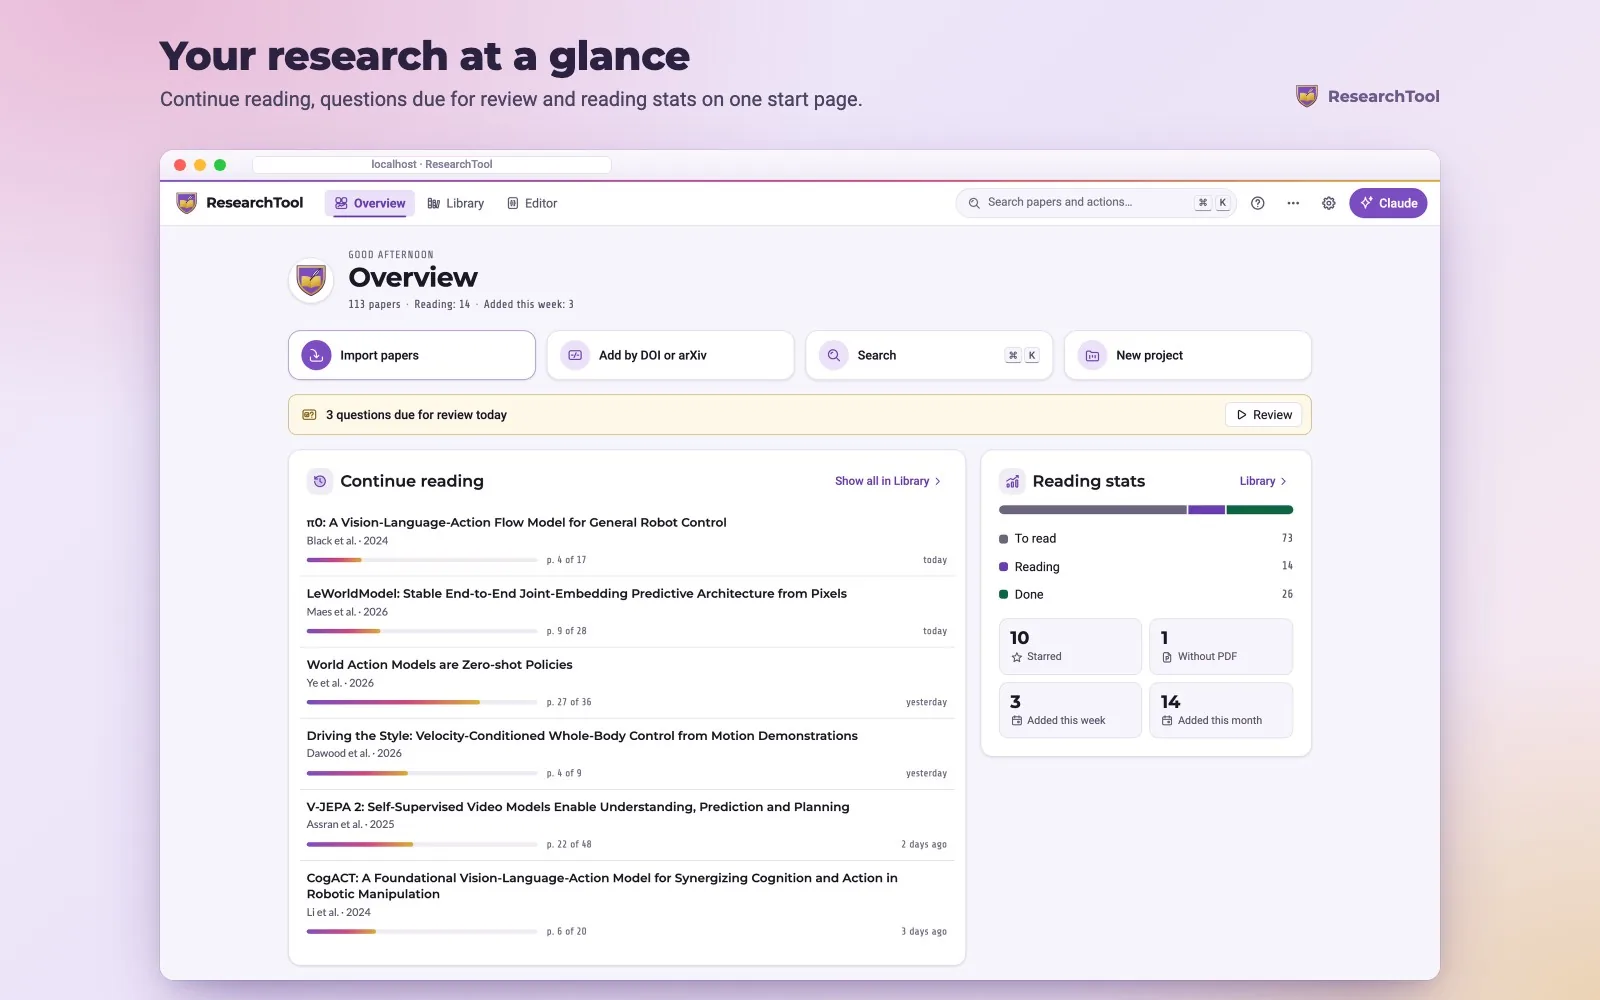 Your research at a glance
Continue reading, questions due for review and reading stats on one start page.
ResearchTool
localhost · ResearchTool
ResearchTool
Overview
Library
Editor
Search papers and actions...
⌘ K
Claude
GOOD AFTERNOON
Overview
113 papers · Reading: 14 · Added this week: 3
Import papers
Add by DOI or arXiv
Search
⌘ K
New project
3 questions due for review today
Review
Continue reading
Show all in Library
π0: A Vision-Language-Action Flow Model for General Robot Control
Black et al. · 2024
p. 4 of 17
today
LeWorldModel: Stable End-to-End Joint-Embedding Predictive Architecture from Pixels
Maes et al. · 2026
p. 9 of 28
today
World Action Models are Zero-shot Policies
Ye et al. · 2026
p. 27 of 36
yesterday
Driving the Style: Velocity-Conditioned Whole-Body Control from Motion Demonstrations
Dawood et al. · 2026
p. 4 of 9
yesterday
V-JEPA 2: Self-Supervised Video Models Enable Understanding, Prediction and Planning
Assran et al. · 2025
p. 22 of 48
2 days ago
CogACT: A Foundational Vision-Language-Action Model for Synergizing Cognition and Action in
Robotic Manipulation
Li et al. · 2024
p. 6 of 20
3 days ago
Reading stats
Library
To read
73
Reading
14
Done
26
10
Starred
1
Without PDF
3
Added this week
14
Added this month